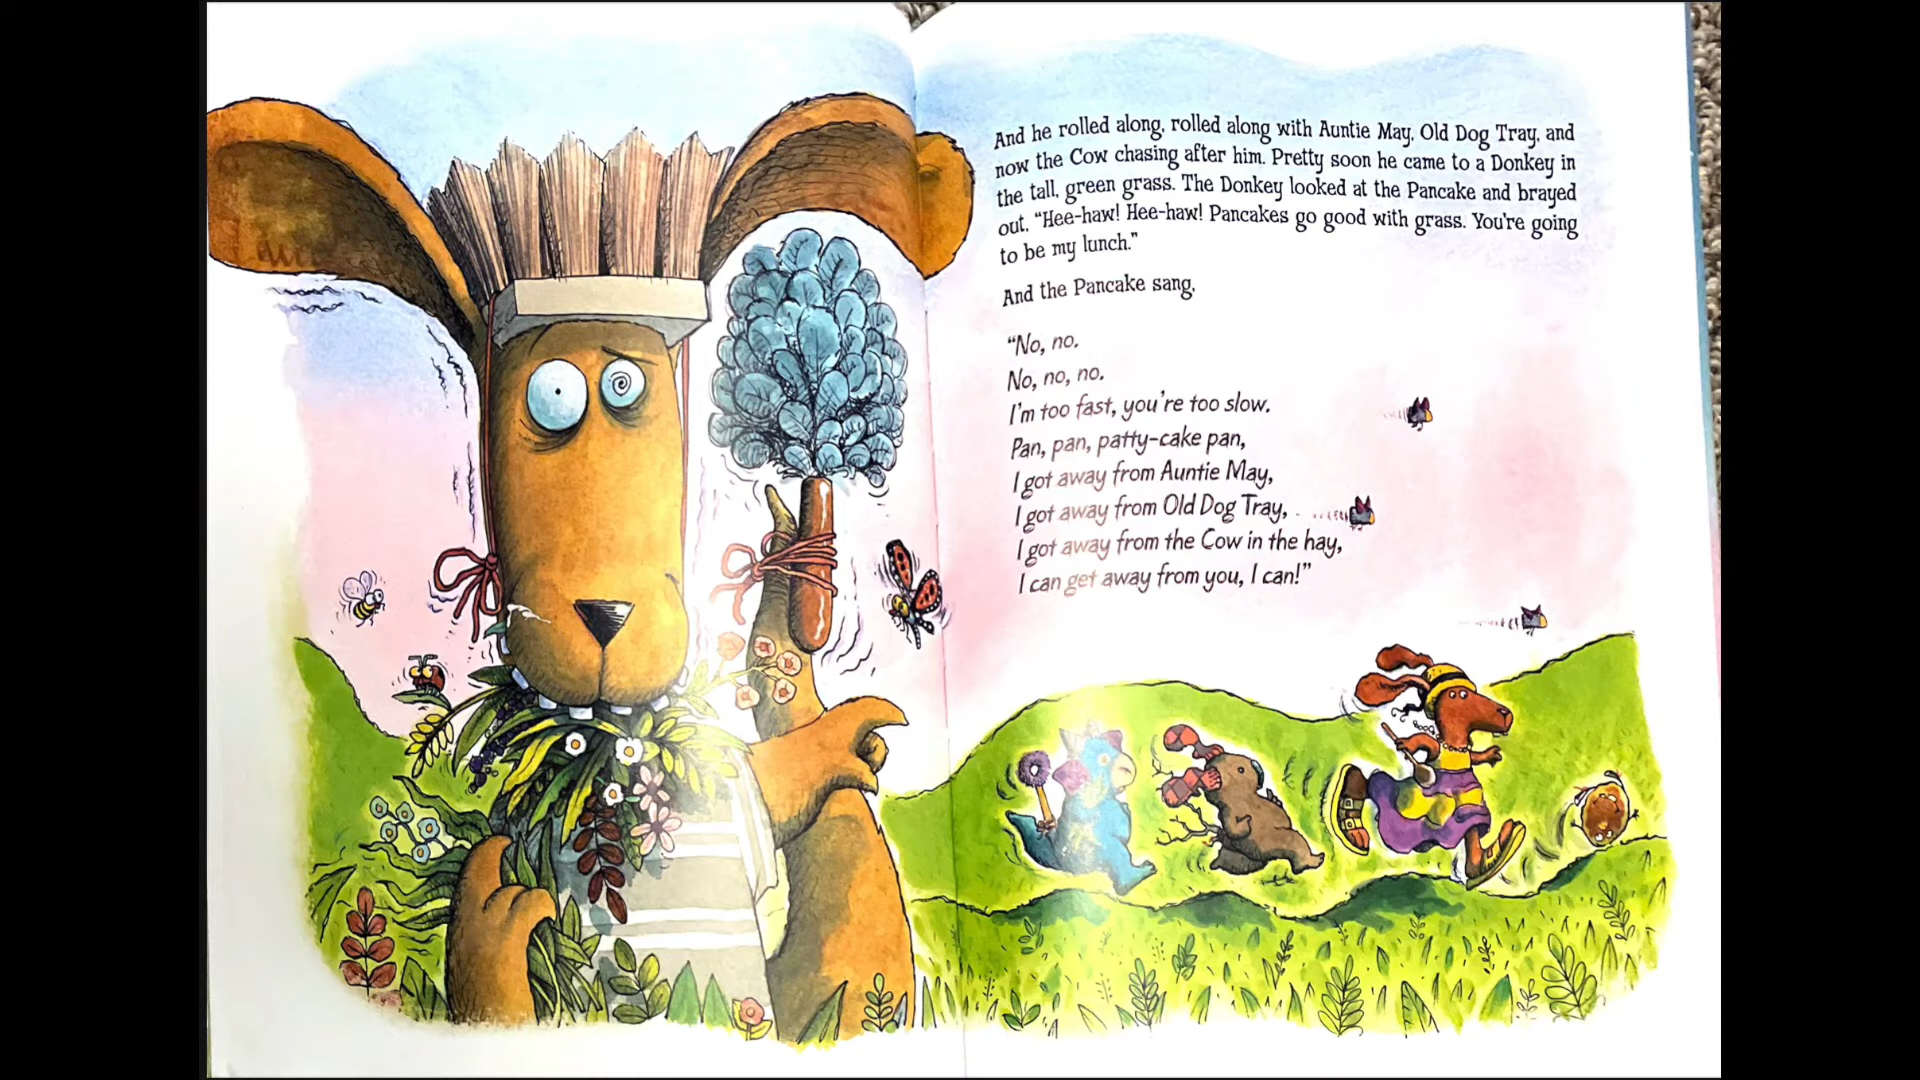 And he rolled along, rolled along with Auntie May, Old Dog Tray, and
now the Cow chasing after him. Pretty soon he came to a Donkey in
the tall, green grass. The Donkey looked at the Pancake and brayed
out, "Hee-haw! Hee-haw! Pancakes go good with grass. You're going
to be my lunch."
And the Pancake sang,
"No, no.
No, no, no.
I'm too fast, you're too slow.
Pan, pan, patty-cake pan,
I got away from Auntie May,
I got away from Old Dog Tray,
I got away from the Cow in the hay,
I can get away from you, I can!"